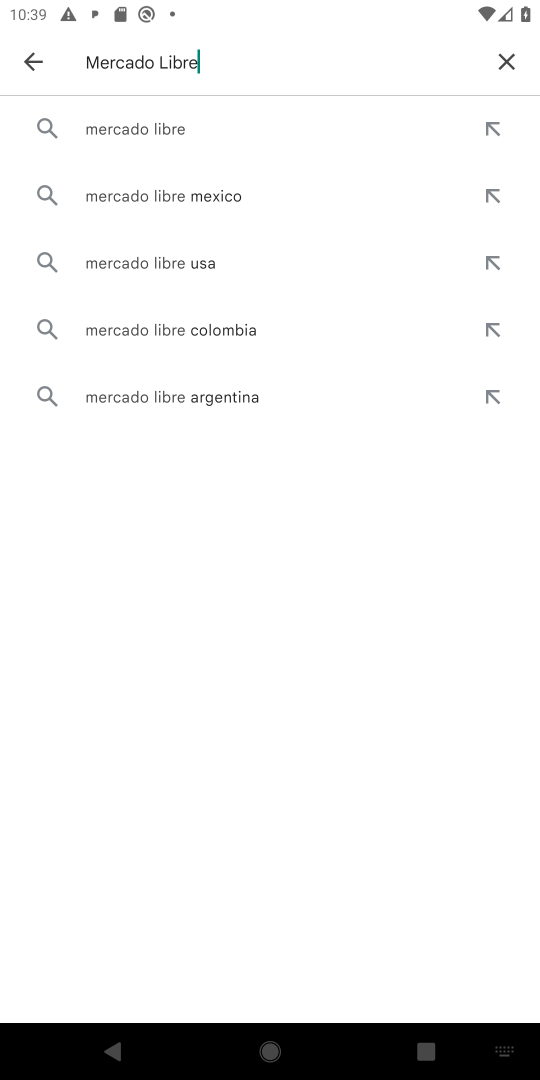 10:39
Mercado Libre
mercado libre
mercado libre mexico
mercado libre usa
mercado libre colombia
mercado libre argentina